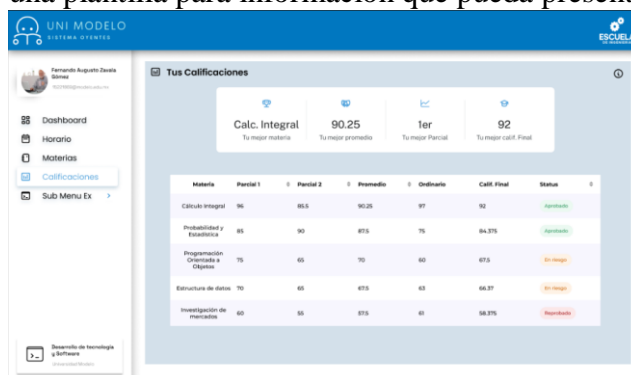 una plantilla para información que pueda present
UNI MODELO
SISTEMA OYENTES
ESCUELA
Fernando Augusto Zavala
Gómez
Dashboard
Horario
Materias
Calificaciones
Sub Menu Ex >
Desarrollo de tecnología
y Software
Universidad Modelo
Tus Calificaciones
Calc. Integral
Tu mejor materia
90.25
Tu mejor promedio
1er
Tu mejor Parcial
92
Tu mejor calif. Final
Materia Parcial 1 Parcial 2 Promedio Ordinario Calif. Final Status
Cálculo Integral 96 85.5 90.25 97 92 Aprobado
Probabilidad y
Estadística 85 90 87.5 75 84.375 Aprobado
Programación
Orientada a
Objetos 75 65 70 60 67.5 En riesgo
Estructura de datos 70 65 67.5 63 66.37 En riesgo
Investigación de
mercados 60 55 57.5 61 58.375 Reprobado